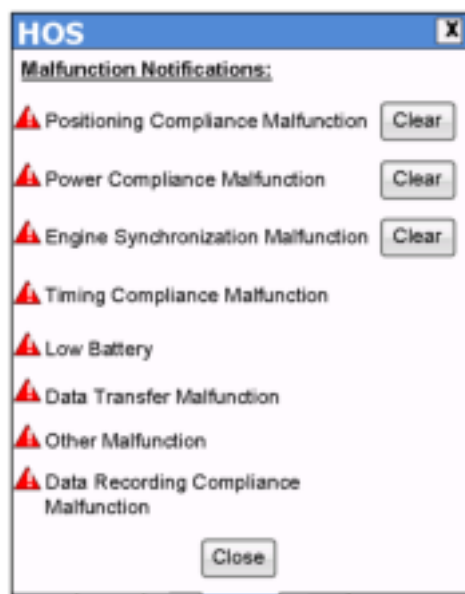 HOS X
Malfunction Notifications:
Positioning Compliance Malfunction Clear
Power Compliance Malfunction Clear
Engine Synchronization Malfunction Clear
Timing Compliance Malfunction
Low Battery
Data Transfer Malfunction
Other Malfunction
Data Recording Compliance
Malfunction
Close